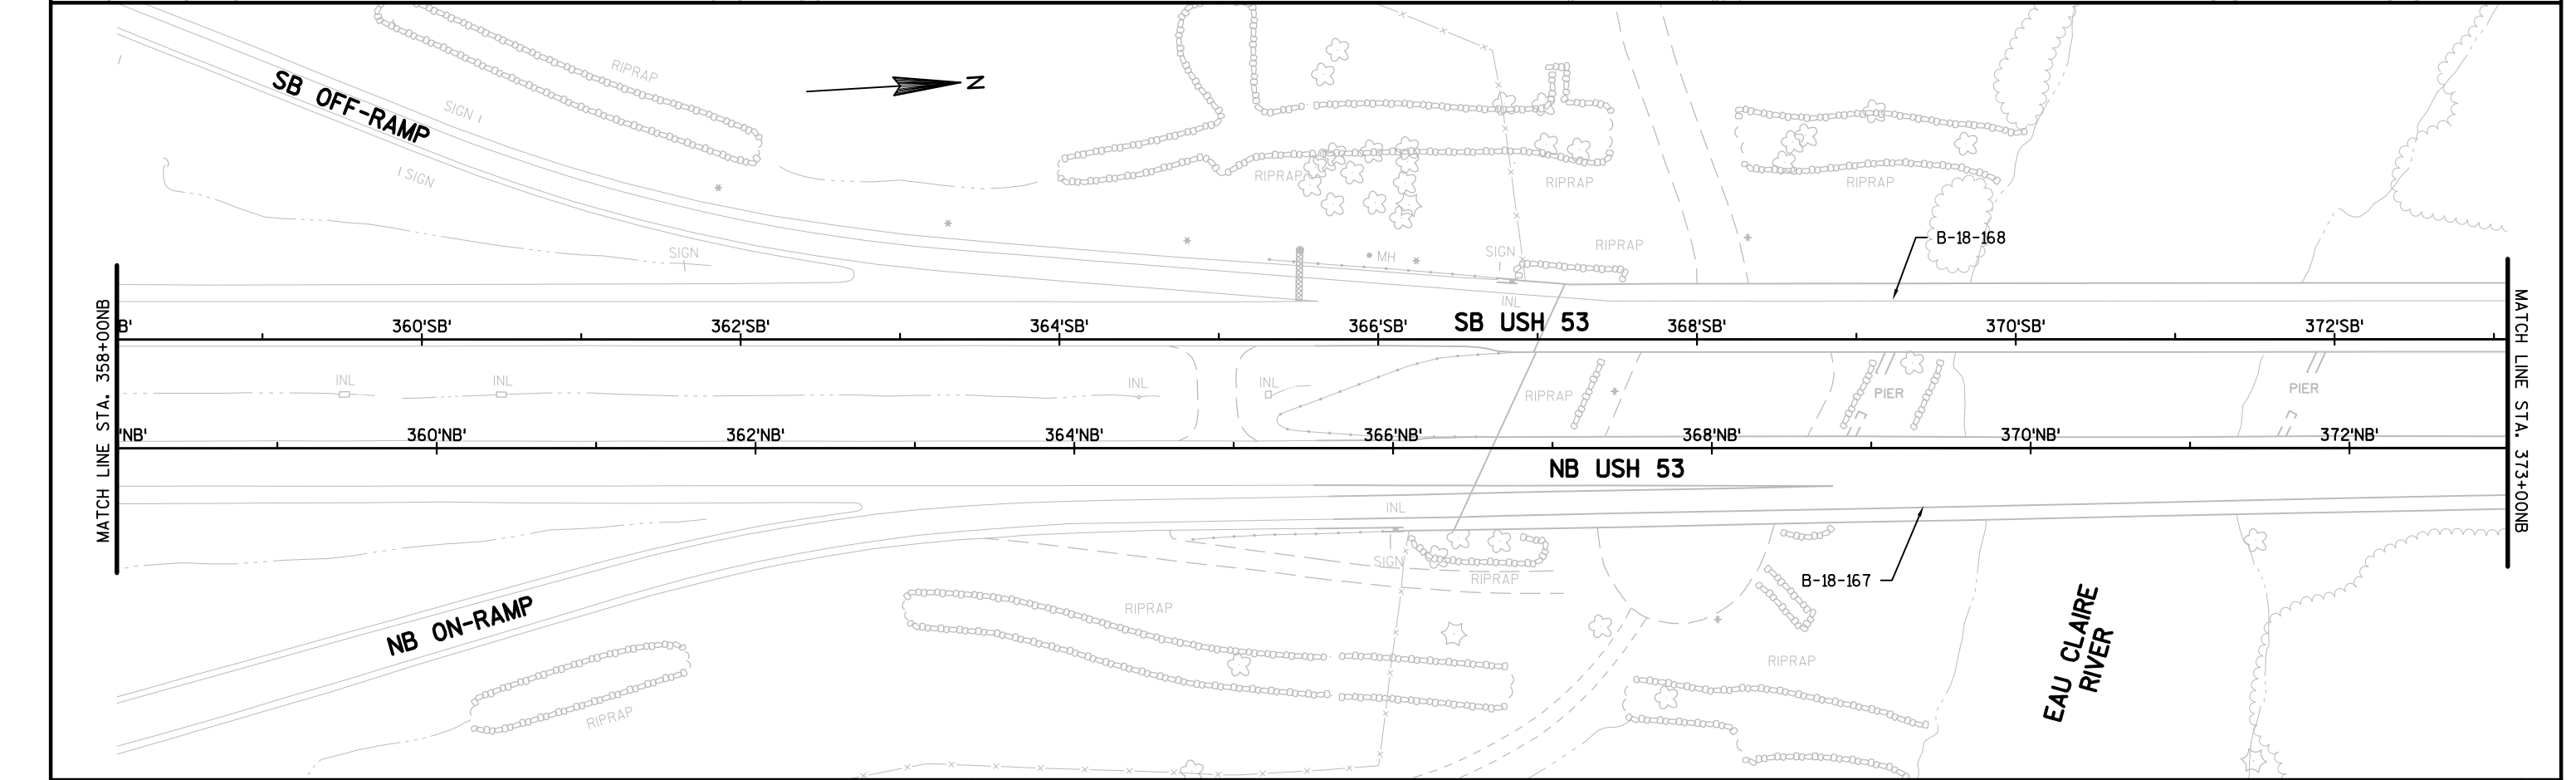 RIPRAP
SB OFF-RAMP
SIGN
SIGN
N
RIPRAP
RIPRAP
RIPRAP
SIGN
MH
SIGN
RIPRAP
B-18-168
INL
MATCH LINE STA. 358+00NB
B'
360'SB'
362'SB'
364'SB'
366'SB'
SB USH 53
368'SB'
370'SB'
372'SB'
MATCH LINE STA. 373+00NB
INL
INL
INL
INL
RIPRAP
PIER
PIER
'NB'
360'NB'
362'NB'
364'NB'
366'NB'
368'NB'
370'NB'
372'NB'
NB USH 53
INL
SIGN
RIPRAP
B-18-167
NB ON-RAMP
RIPRAP
RIPRAP
RIPRAP
EAU CLAIRE
RIVER